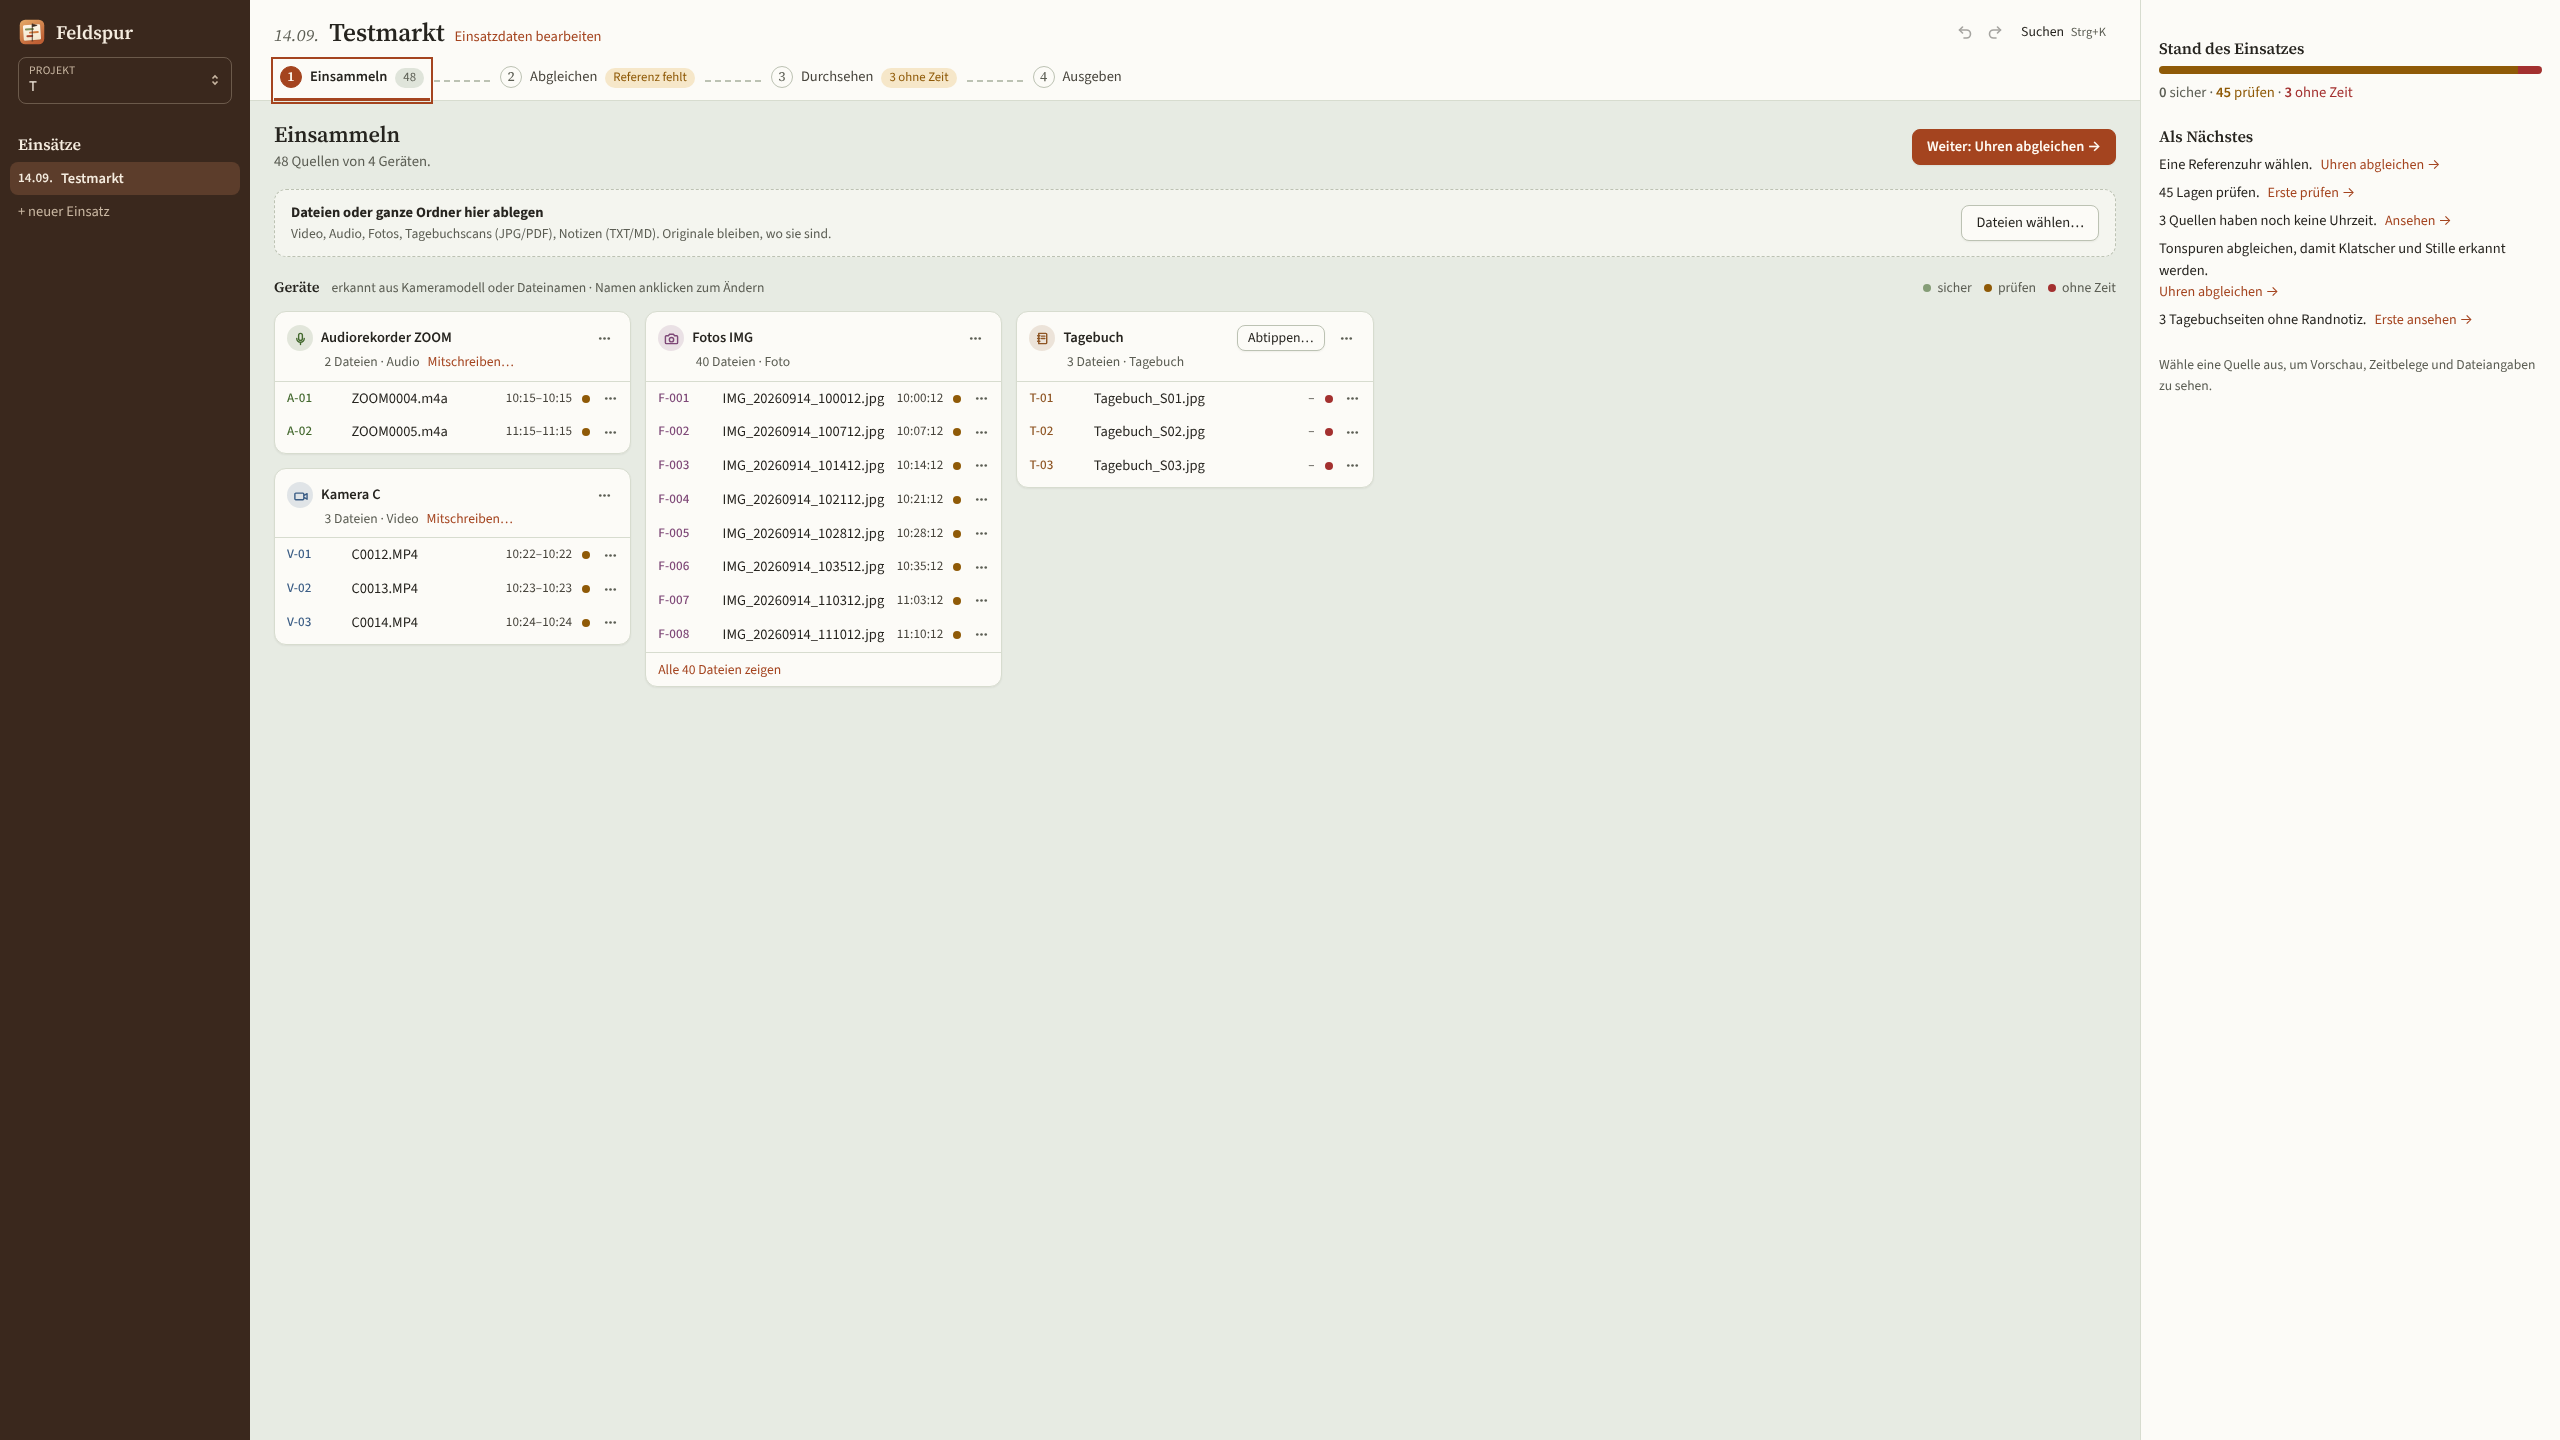 Feldspur
PROJEKT
T
Einsätze
14.09. Testmarkt
+ neuer Einsatz
14.09. Testmarkt Einsatzdaten bearbeiten
Suchen Strg+K
1 Einsammeln 48
2 Abgleichen Referenz fehlt
3 Durchsehen 3 ohne Zeit
4 Ausgeben
Einsammeln
48 Quellen von 4 Geräten.
Weiter: Uhren abgleichen →
Dateien oder ganze Ordner hier ablegen
Video, Audio, Fotos, Tagebuchscans (JPG/PDF), Notizen (TXT/MD). Originale bleiben, wo sie sind.
Dateien wählen…
Geräte erkannt aus Kameramodell oder Dateinamen · Namen anklicken zum Ändern
sicher prüfen ohne Zeit
Audiorekorder ZOOM
2 Dateien · Audio Mitschreiben…
A-01 ZOOM0004.m4a 10:15–10:15
A-02 ZOOM0005.m4a 11:15–11:15
Kamera C
3 Dateien · Video Mitschreiben…
V-01 C0012.MP4 10:22–10:22
V-02 C0013.MP4 10:23–10:23
V-03 C0014.MP4 10:24–10:24
Fotos IMG
40 Dateien · Foto
F-001 IMG_20260914_100012.jpg 10:00:12
F-002 IMG_20260914_100712.jpg 10:07:12
F-003 IMG_20260914_101412.jpg 10:14:12
F-004 IMG_20260914_102112.jpg 10:21:12
F-005 IMG_20260914_102812.jpg 10:28:12
F-006 IMG_20260914_103512.jpg 10:35:12
F-007 IMG_20260914_110312.jpg 11:03:12
F-008 IMG_20260914_111012.jpg 11:10:12
Alle 40 Dateien zeigen
Tagebuch Abtippen…
3 Dateien · Tagebuch
T-01 Tagebuch_S01.jpg –
T-02 Tagebuch_S02.jpg –
T-03 Tagebuch_S03.jpg –
Stand des Einsatzes
0 sicher · 45 prüfen · 3 ohne Zeit
Als Nächstes
Eine Referenzuhr wählen. Uhren abgleichen →
45 Lagen prüfen. Erste prüfen →
3 Quellen haben noch keine Uhrzeit. Ansehen →
Tonspuren abgleichen, damit Klatscher und Stille erkannt
werden.
Uhren abgleichen →
3 Tagebuchseiten ohne Randnotiz. Erste ansehen →
Wähle eine Quelle aus, um Vorschau, Zeitbelege und Dateiangaben
zu sehen.